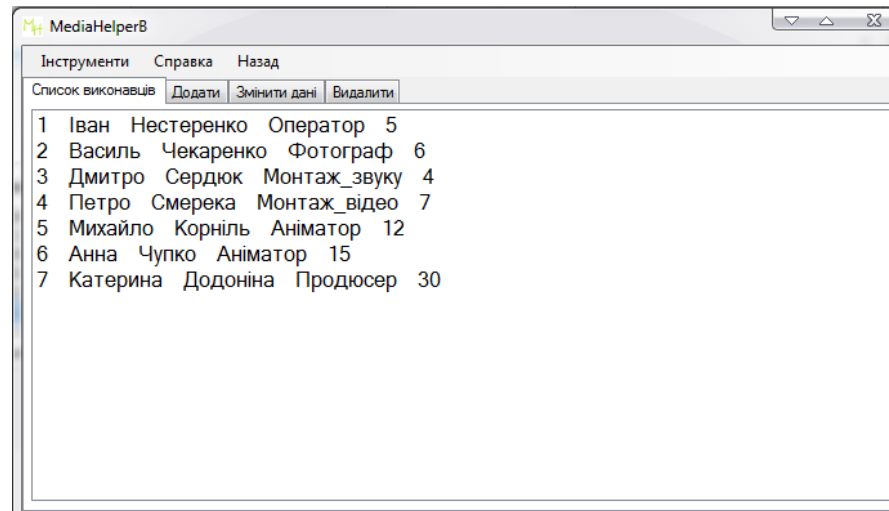 MH MediaHelperB
Інструменти Справка Назад
Список виконавців Додати Змінити дані Видалити
1 Іван Нестеренко Оператор 5
2 Василь Чекаренко Фотограф 6
3 Дмитро Сердюк Монтаж_звуку 4
4 Петро Смерека Монтаж_відео 7
5 Михайло Корніль Аніматор 12
6 Анна Чупко Аніматор 15
7 Катерина Додоніна Продюсер 30